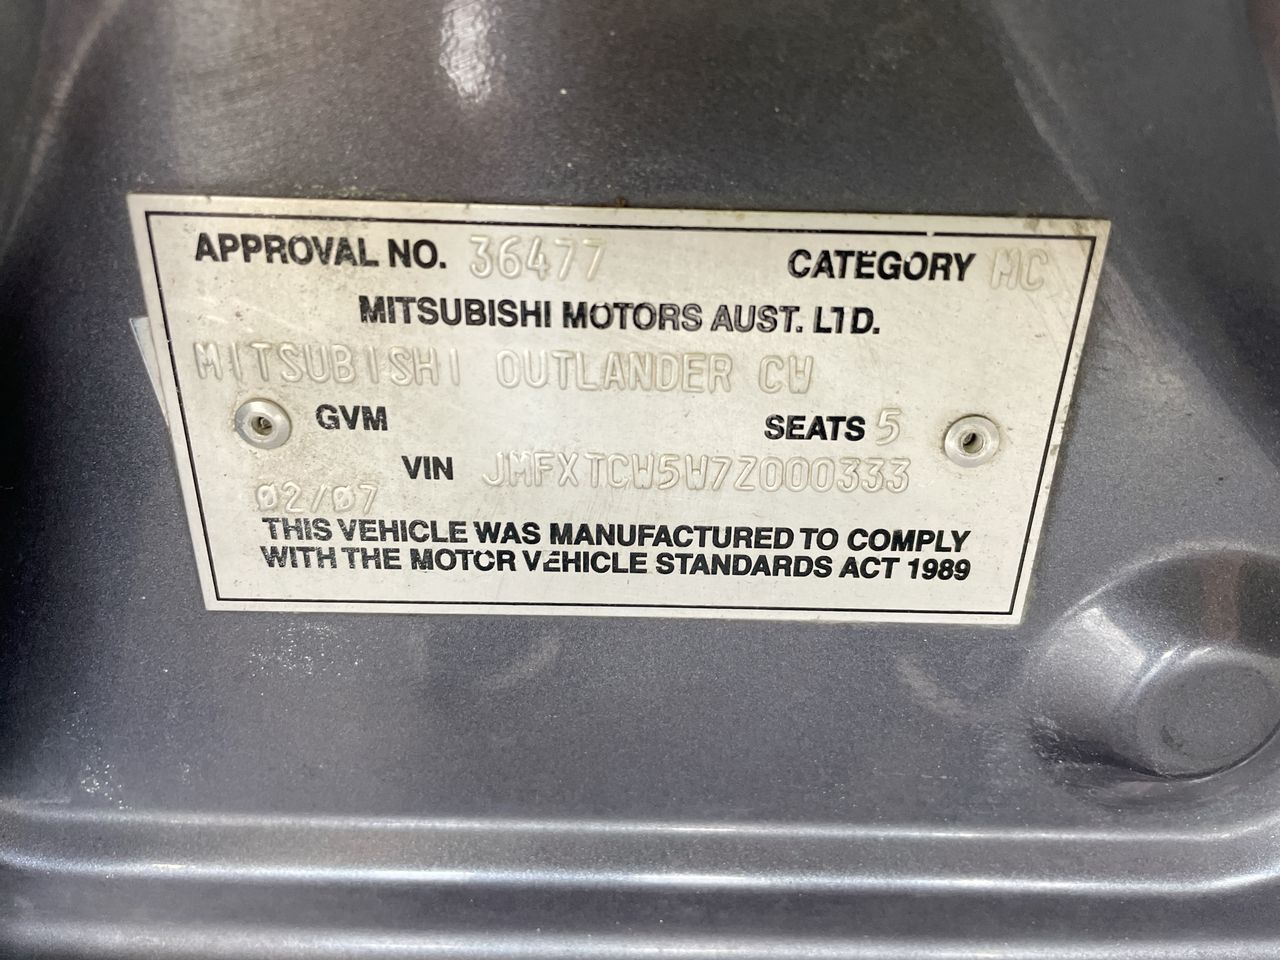 APPROVAL NO. 36477 CATEGORY MC
MITSUBISHI MOTORS AUST. LTD.
MITSUBISHI OUTLANDER CW
GVM SEATS 5
VIN JMFXTCW5W7Z000333
02/07
THIS VEHICLE WAS MANUFACTURED TO COMPLY
WITH THE MOTOR VEHICLE STANDARDS ACT 1989